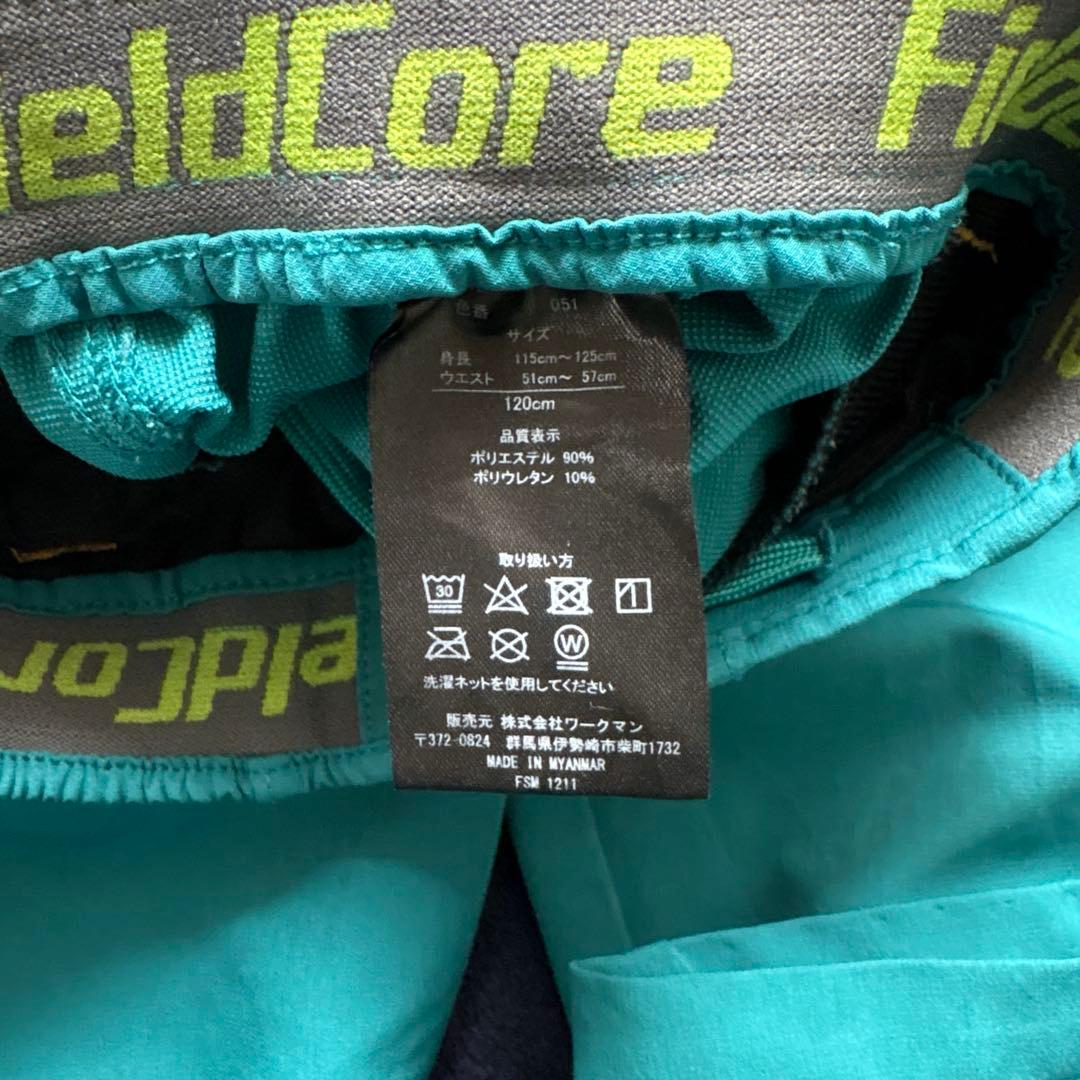 FieldCore
色番 051
サイズ
身長 115cm〜125cm
ウエスト 51cm〜 57cm
120cm
品質表示
ポリエステル 90%
ポリウレタン 10%
取り扱い方
30
W
洗濯ネットを使用してください
販売元 株式会社ワークマン
〒372-0824 群馬県伊勢崎市柴町1732
MADE IN MYANMAR
FSM 1211
eldCor